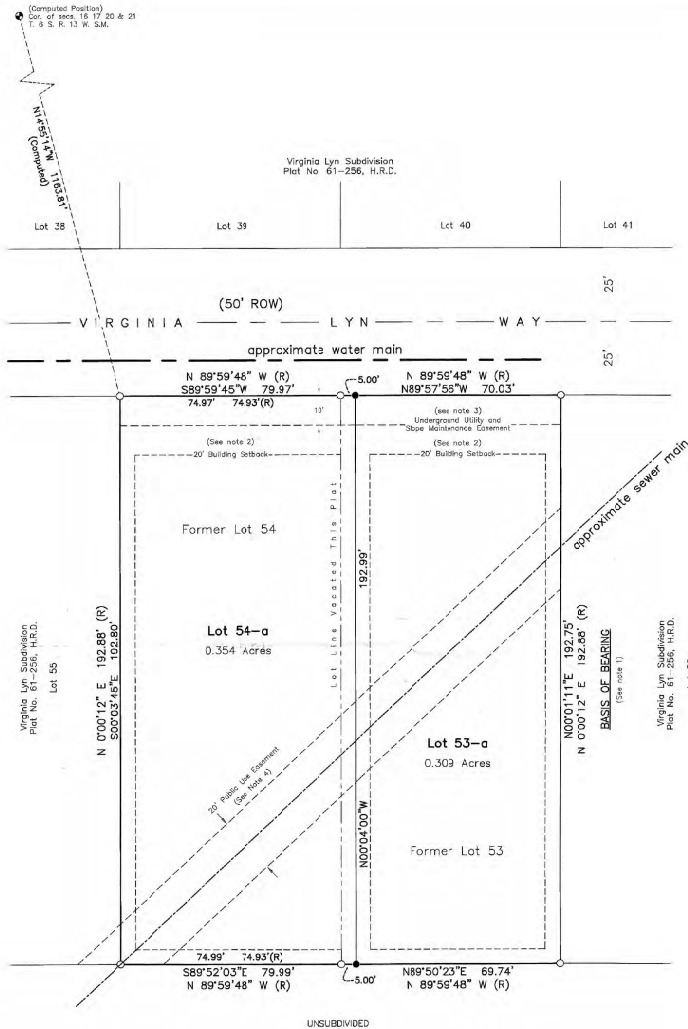 (Computed Position)
Cor. of secs. 16 17 20 & 21
T. 6 S. R. 13 W. S.M.
N14°55'14"W 1163.81'
(Computed)
Virginia Lyn Subdivision
Plat No 61-256, H.R.D.
Lot 38
Lot 39
Lot 40
Lot 41
25'
(50' ROW)
VIRGINIA LYN WAY
25'
approximate water main
N 89°59'48" W (R)
S89°59'45"W 79.97'
5.00'
N 89°59'48" W (R)
N89°57'58"W 70.03'
74.97' 74.93'(R)
10'
(see note 3)
Underground Utility and
Slope Maintenance Easement
(See note 2)
20' Building Setback
(See note 2)
20' Building Setback
approximate sewer main
Former Lot 54
Lot Line Vacated This Plat
192.99'
Lot 54-a
0.354 Acres
Virginia Lyn Subdivision
Plat No. 61-256, H.R.D.
Lot 55
N 0°00'12" E 192.88' (R)
S00°03'45"E 192.80'
N00°01'11"E 192.75'
N 0°00'12" E 192.88' (R)
BASIS OF BEARING
(See note 1)
Virginia Lyn Subdivision
Plat No. 61-256, H.R.D.
Lot 53-a
0.309 Acres
20' Public Use Easement
(See Note 4)
N00°04'00"W
Former Lot 53
74.99' 74.93'(R)
S89°52'03"E 79.99'
N 89°59'48" W (R)
5.00'
N89°50'23"E 69.74'
N 89°59'48" W (R)
UNSUBDIVIDED